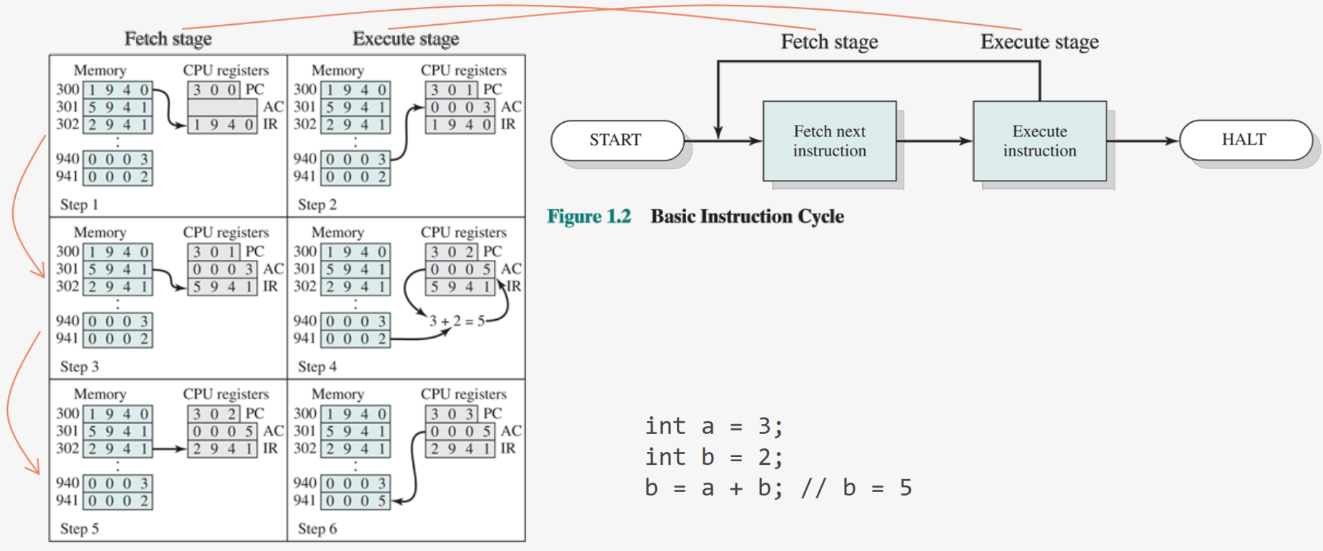 Fetch stage Execute stage
Memory CPU registers
300 1 9 4 0 3 0 0 PC
301 5 9 4 1 AC
302 2 9 4 1 1 9 4 0 IR
⋮
940 0 0 0 3
941 0 0 0 2
Step 1
Memory CPU registers
300 1 9 4 0 3 0 1 PC
301 5 9 4 1 0 0 0 3 AC
302 2 9 4 1 1 9 4 0 IR
⋮
940 0 0 0 3
941 0 0 0 2
Step 2
Memory CPU registers
300 1 9 4 0 3 0 1 PC
301 5 9 4 1 0 0 0 3 AC
302 2 9 4 1 5 9 4 1 IR
⋮
940 0 0 0 3
941 0 0 0 2
Step 3
Memory CPU registers
300 1 9 4 0 3 0 2 PC
301 5 9 4 1 0 0 0 5 AC
302 2 9 4 1 5 9 4 1 IR
⋮
940 0 0 0 3 3 + 2 = 5
941 0 0 0 2
Step 4
Memory CPU registers
300 1 9 4 0 3 0 2 PC
301 5 9 4 1 0 0 0 5 AC
302 2 9 4 1 2 9 4 1 IR
⋮
940 0 0 0 3
941 0 0 0 2
Step 5
Memory CPU registers
300 1 9 4 0 3 0 3 PC
301 5 9 4 1 0 0 0 5 AC
302 2 9 4 1 2 9 4 1 IR
⋮
940 0 0 0 3
941 0 0 0 5
Step 6
Fetch stage Execute stage
START
Fetch next
instruction
Execute
instruction
HALT
Figure 1.2 Basic Instruction Cycle
int a = 3;
int b = 2;
b = a + b; // b = 5